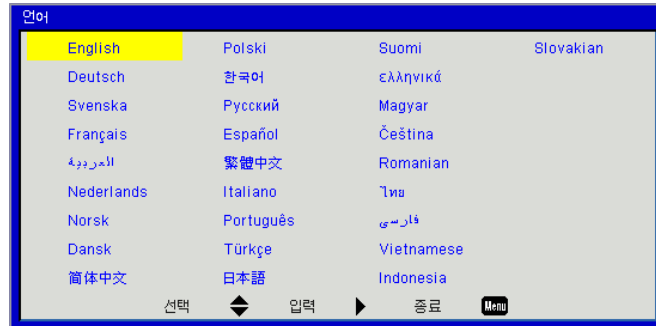 언어
English Polski Suomi Slovakian
Deutsch 한국어 ελληνικά
Svenska Русский Magyar
Français Español Čeština
العربية 繁體中文 Romanian
Nederlands Italiano ไทย
Norsk Português فارسی
Dansk Türkçe Vietnamese
简体中文 日本語 Indonesia
선택 입력 종료 Menu